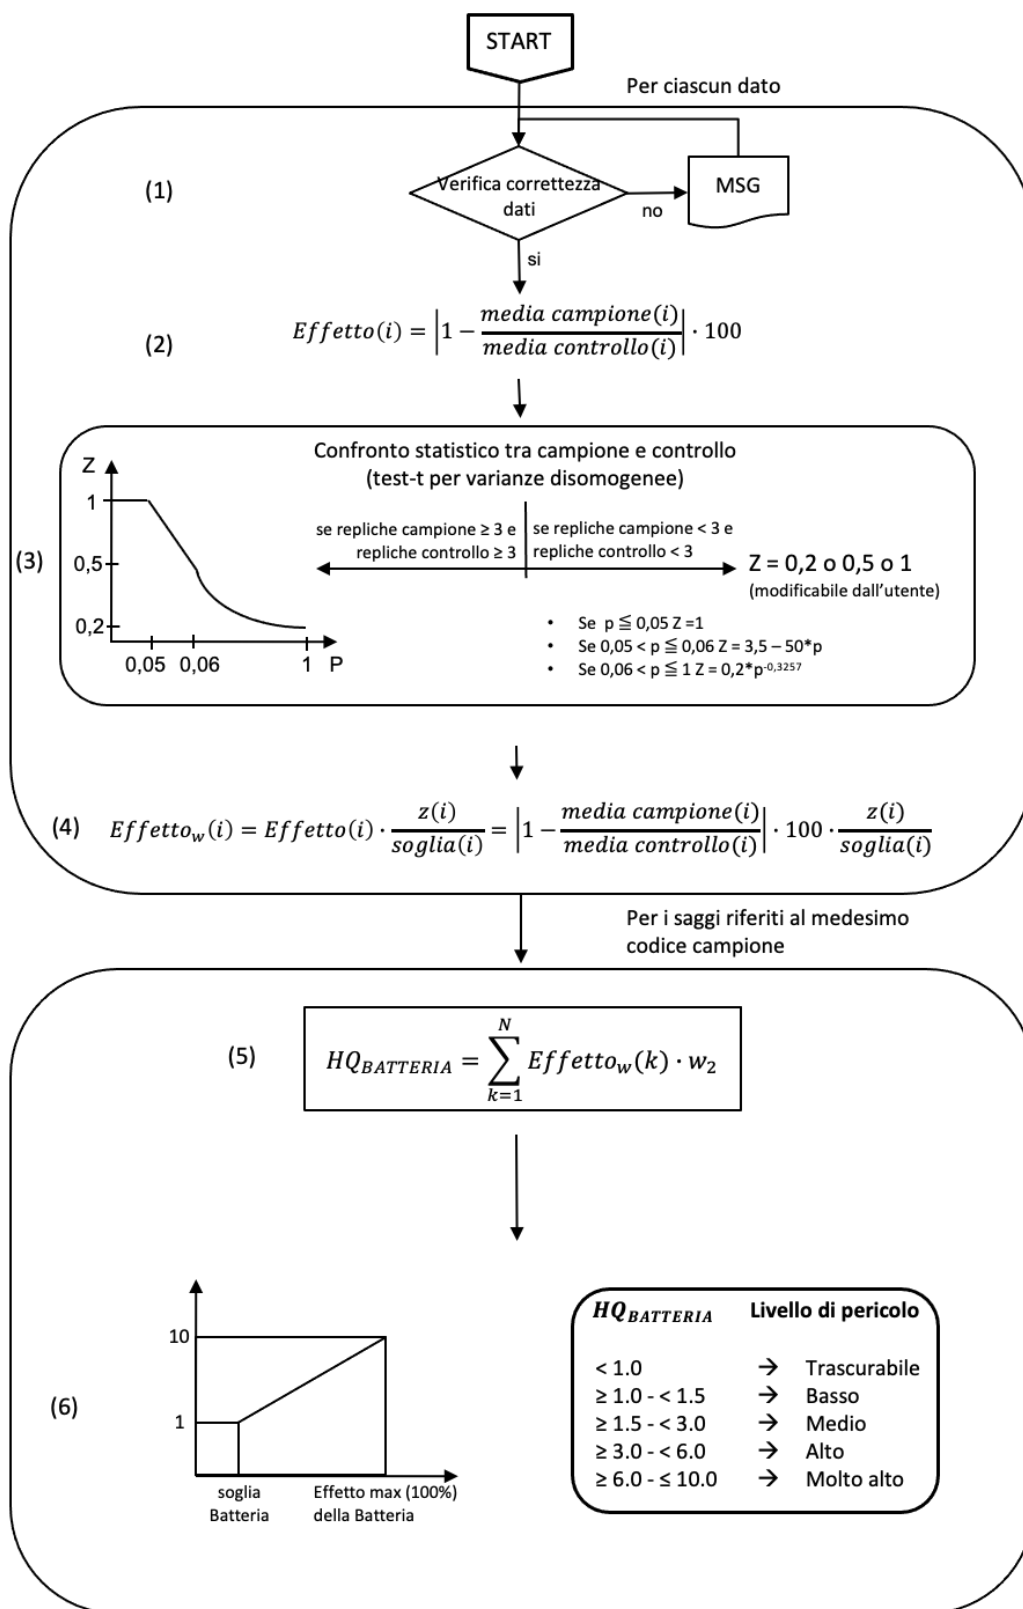 START
Per ciascun dato
(1)
Verifica correttezza
dati
no
MSG
si
(2)
Effetto(i) = |1 − media campione(i) / media controllo(i)| · 100
Confronto statistico tra campione e controllo
(test-t per varianze disomogenee)
(3)
Z
1
0,5
0,2
0,05 0,06 1 P
se repliche campione ≥ 3 e
repliche controllo ≥ 3
se repliche campione < 3 e
repliche controllo < 3
Z = 0,2 o 0,5 o 1
(modificabile dall'utente)
• Se p ≦ 0,05 Z =1
• Se 0,05 < p ≦ 0,06 Z = 3,5 – 50*p
• Se 0,06 < p ≦ 1 Z = 0,2*p^-0,3257
(4)
Effetto_w(i) = Effetto(i) · z(i) / soglia(i) = |1 − media campione(i) / media controllo(i)| · 100 · z(i) / soglia(i)
Per i saggi riferiti al medesimo
codice campione
(5)
HQ_BATTERIA = ∑_{k=1}^{N} Effetto_w(k) · w_2
(6)
10
1
soglia
Batteria
Effetto max (100%)
della Batteria
HQ_BATTERIA Livello di pericolo
< 1.0 → Trascurabile
≥ 1.0 - < 1.5 → Basso
≥ 1.5 - < 3.0 → Medio
≥ 3.0 - < 6.0 → Alto
≥ 6.0 - ≤ 10.0 → Molto alto